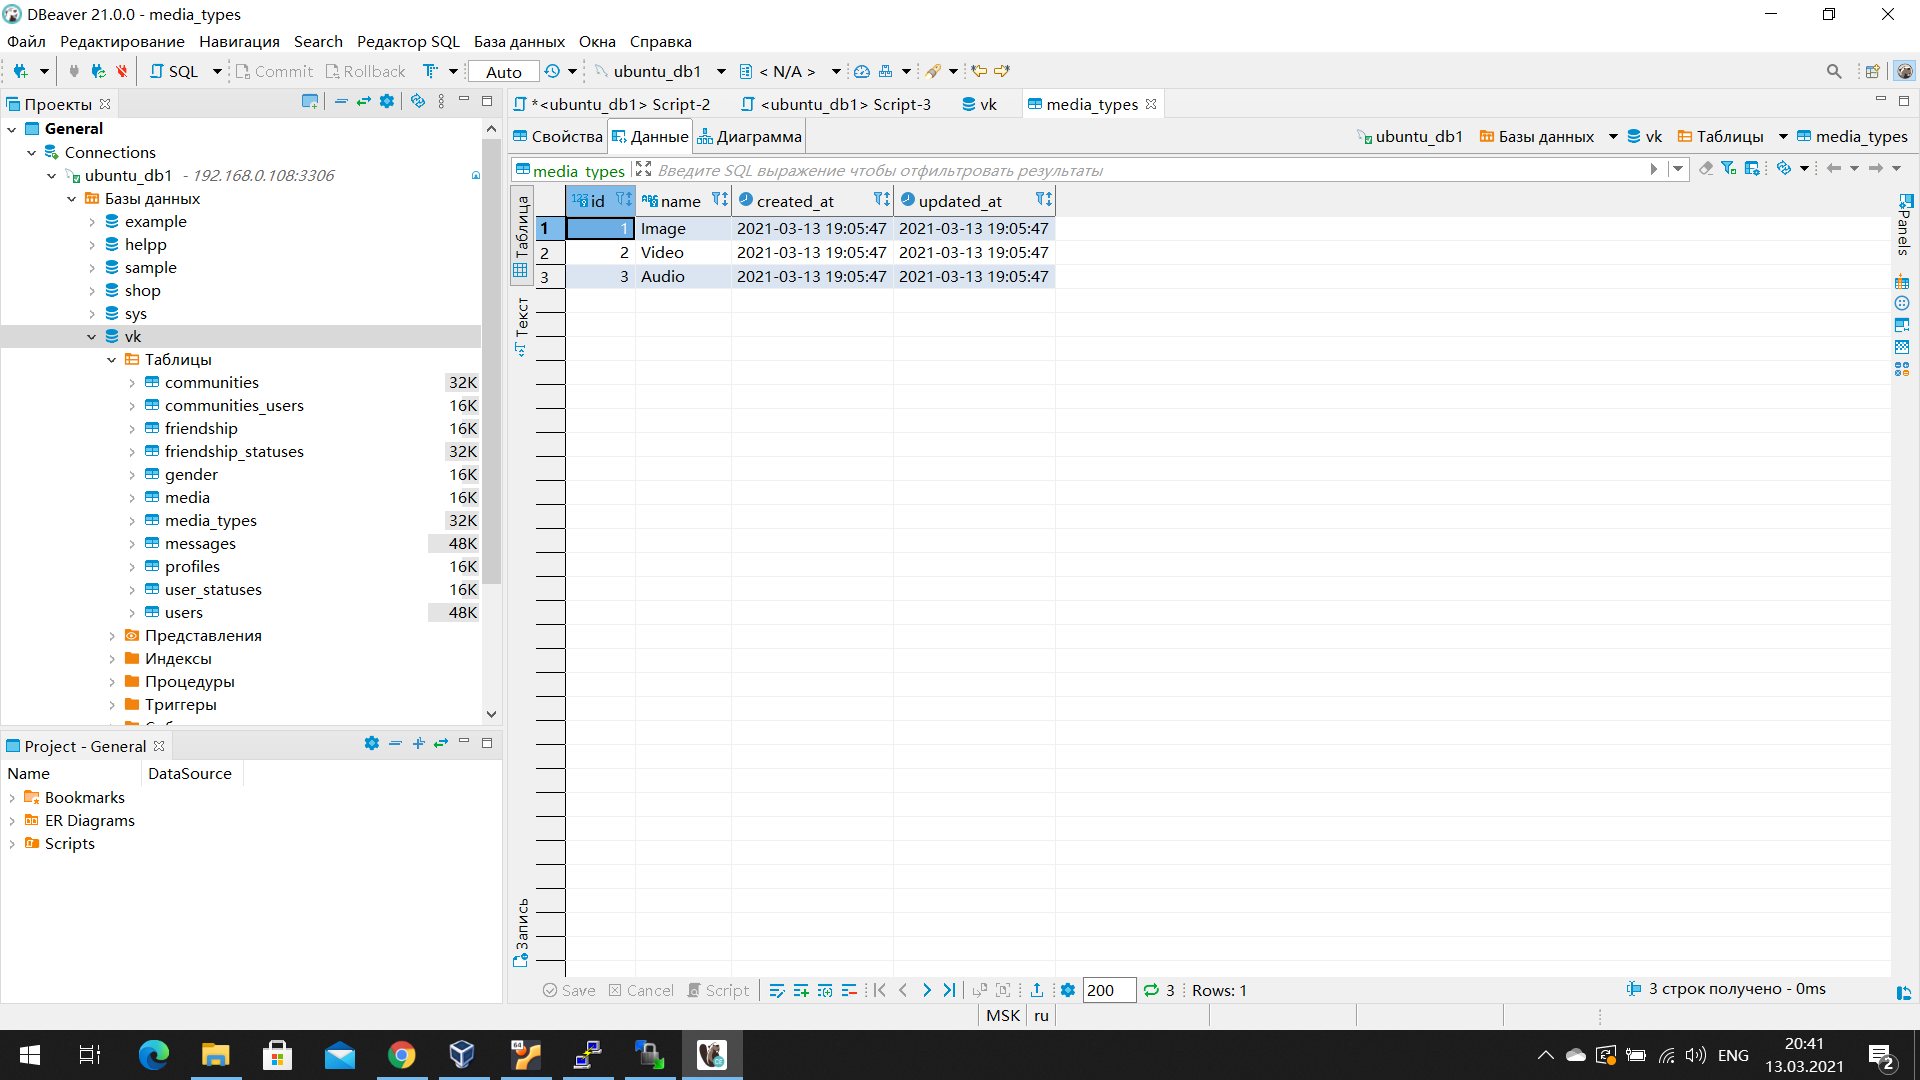 DBeaver 21.0.0 - media_types
Файл Редактирование Навигация Search Редактор SQL База данных Окна Справка
SQL Commit Rollback Auto ubuntu_db1 < N/A >
Проекты
General
Connections
ubuntu_db1 - 192.168.0.108:3306
Базы данных
example
helpp
sample
shop
sys
vk
Таблицы
communities 32K
communities_users 16K
friendship 16K
friendship_statuses 32K
gender 16K
media 16K
media_types 32K
messages 48K
profiles 16K
user_statuses 16K
users 48K
Представления
Индексы
Процедуры
Триггеры
Project - General
Name DataSource
Bookmarks
ER Diagrams
Scripts
*<ubuntu_db1> Script-2 <ubuntu_db1> Script-3 vk media_types
Свойства Данные Диаграмма ubuntu_db1 Базы данных vk Таблицы media_types
media_types Введите SQL выражение чтобы отфильтровать результаты
Таблица
Текст
Запись
Panels
123 id ABC name created_at updated_at
1 1 Image 2021-03-13 19:05:47 2021-03-13 19:05:47
2 2 Video 2021-03-13 19:05:47 2021-03-13 19:05:47
3 3 Audio 2021-03-13 19:05:47 2021-03-13 19:05:47
Save Cancel Script 200 3 Rows: 1 3 строк получено - 0ms
MSK ru
64 CE ENG 20:41
13.03.2021
2